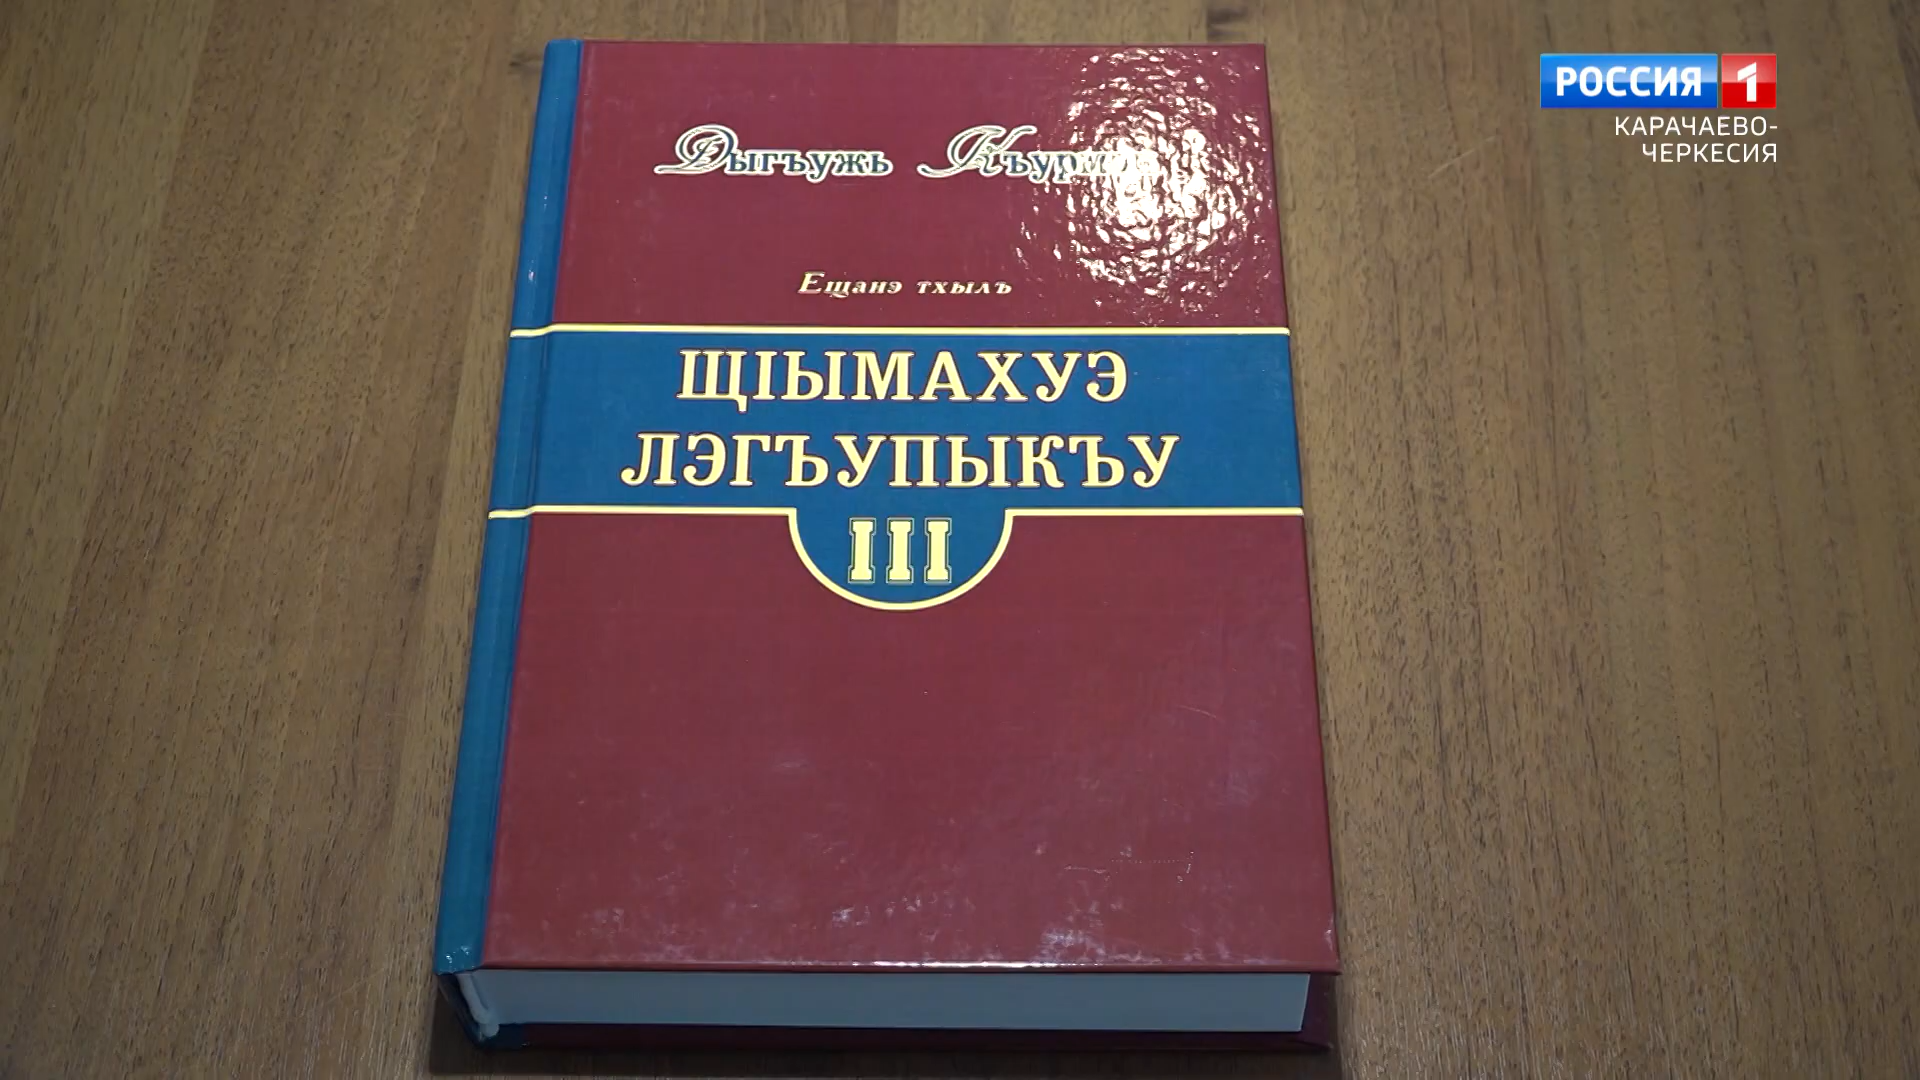 Дыгъужь
Ещанэ тхылъ
ЩIЫМАХУЭ
ЛЭГЪУПЫКЪУ
III
РОССИЯ 1
КАРАЧАЕВО-
ЧЕРКЕСИЯ